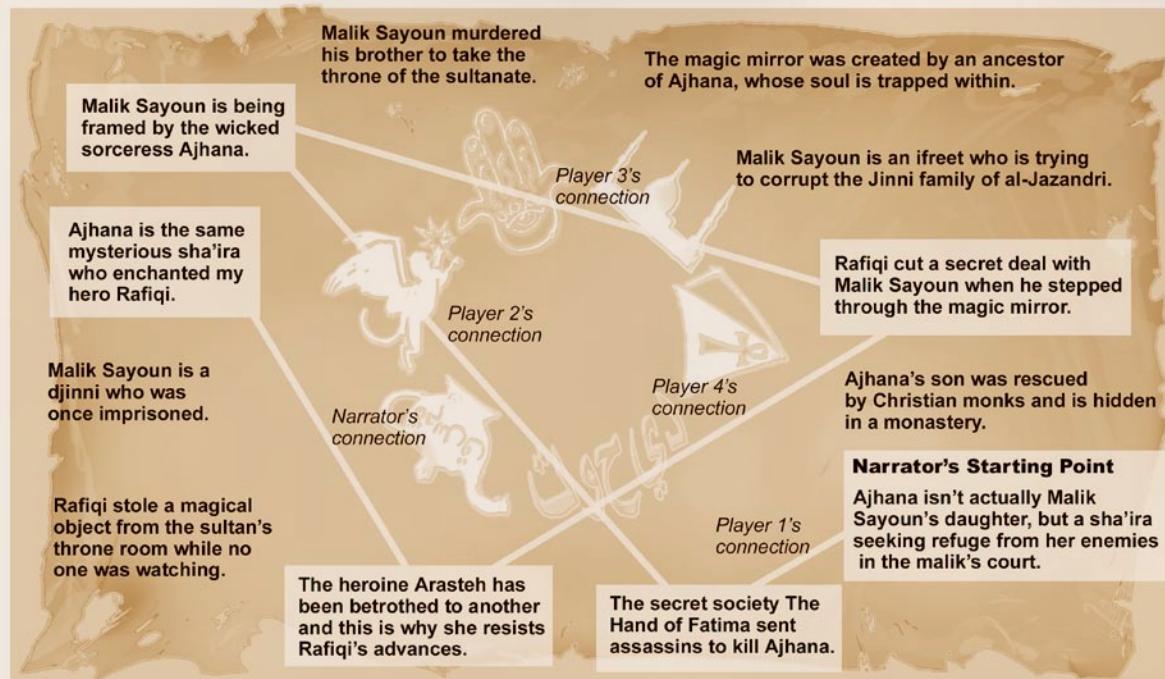 Malik Sayoun murdered
his brother to take the
throne of the sultanate.
The magic mirror was created by an ancestor
of Ajhana, whose soul is trapped within.
Malik Sayoun is being
framed by the wicked
sorceress Ajhana.
Player 3's
connection
Malik Sayoun is an ifreet who is trying
to corrupt the Jinni family of al-Jazandri.
Ajhana is the same
mysterious sha'ira
who enchanted my
hero Rafiqi.
Rafiqi cut a secret deal with
Malik Sayoun when he stepped
through the magic mirror.
Player 2's
connection
Malik Sayoun is a
djinni who was
once imprisoned.
Narrator's
connection
Player 4's
connection
Ajhana's son was rescued
by Christian monks and is hidden
in a monastery.
Narrator's Starting Point
Ajhana isn't actually Malik
Sayoun's daughter, but a sha'ira
seeking refuge from her enemies
in the malik's court.
Rafiqi stole a magical
object from the sultan's
throne room while no
one was watching.
Player 1's
connection
The heroine Arasteh has
been betrothed to another
and this is why she resists
Rafiqi's advances.
The secret society The
Hand of Fatima sent
assassins to kill Ajhana.